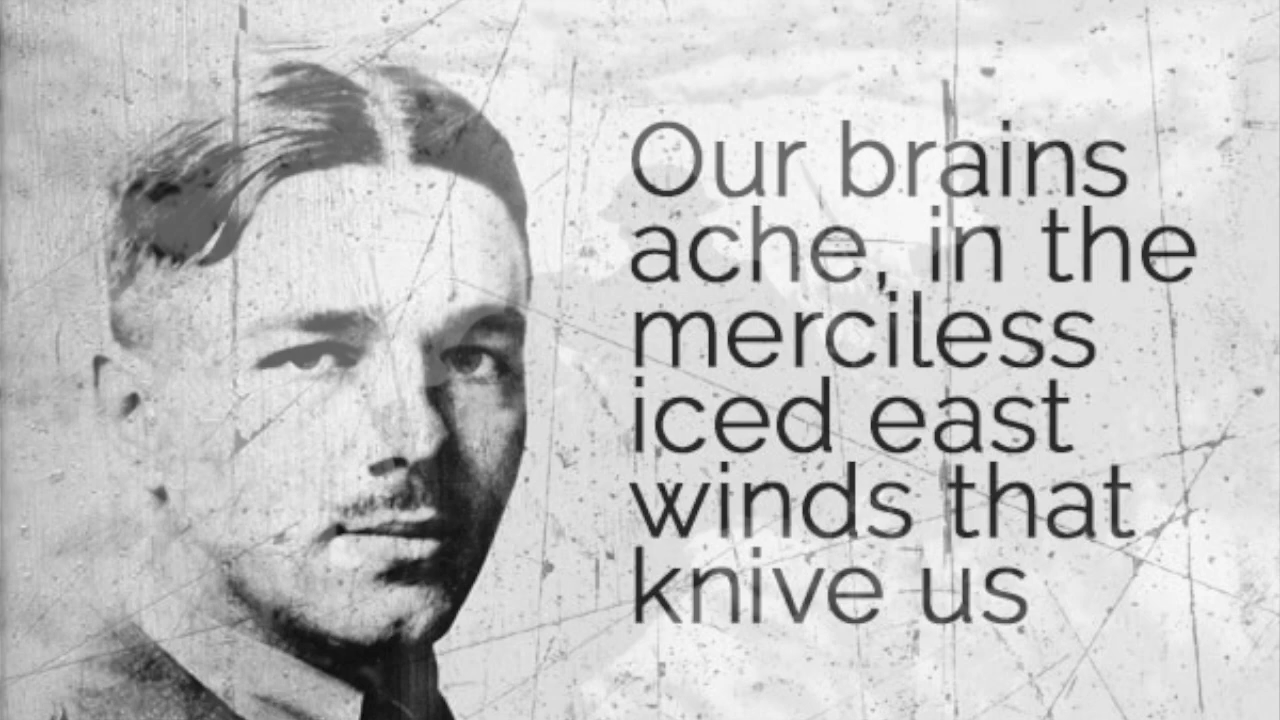 Our brains
ache, in the
merciless
iced east
winds that
knive us